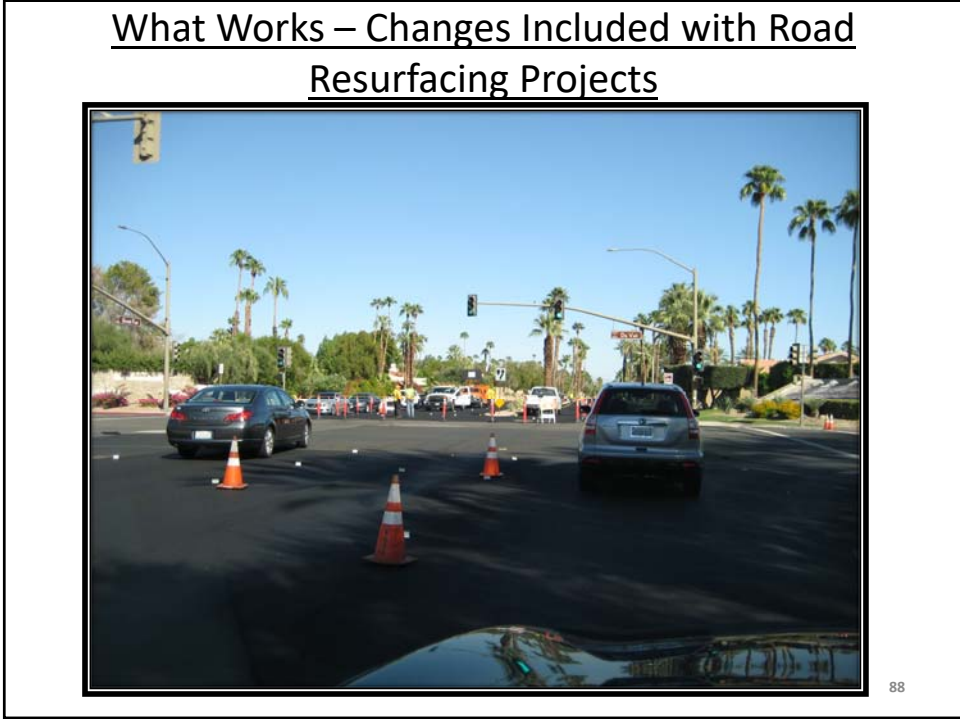 What Works – Changes Included with Road
Resurfacing Projects
88